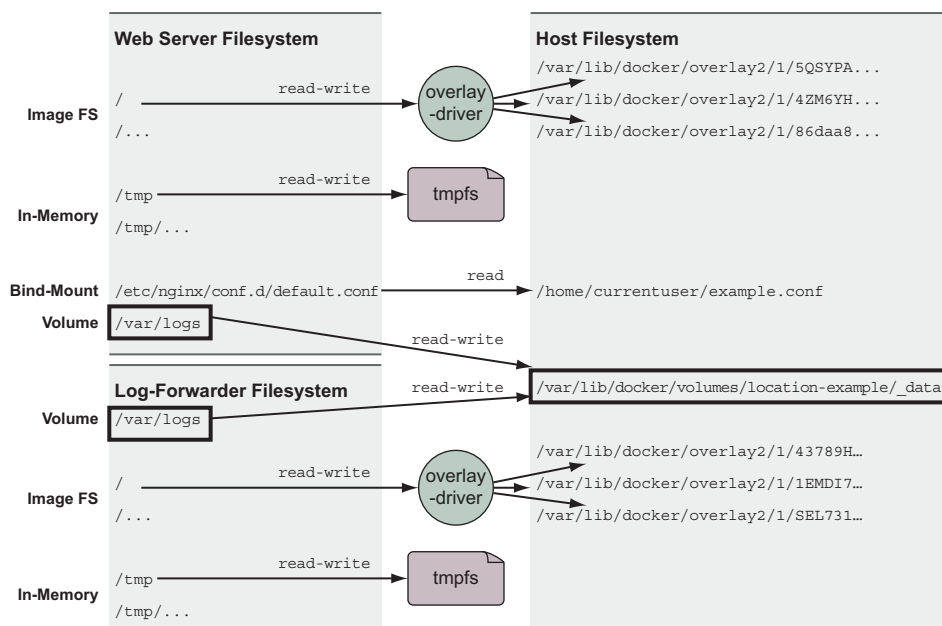 Web Server Filesystem
Host Filesystem
/var/lib/docker/overlay2/1/5QSYPA...
Image FS
/
read-write
overlay
-driver
/var/lib/docker/overlay2/1/4ZM6YH...
/...
/var/lib/docker/overlay2/1/86daa8...
In-Memory
/tmp
read-write
tmpfs
/tmp/...
Bind-Mount
/etc/nginx/conf.d/default.conf
read
/home/currentuser/example.conf
Volume
/var/logs
read-write
Log-Forwarder Filesystem
read-write
/var/lib/docker/volumes/location-example/_data
Volume
/var/logs
/var/lib/docker/overlay2/1/43789H…
Image FS
/
read-write
overlay
-driver
/var/lib/docker/overlay2/1/1EMDI7…
/...
/var/lib/docker/overlay2/1/SEL731…
In-Memory
/tmp
read-write
tmpfs
/tmp/...